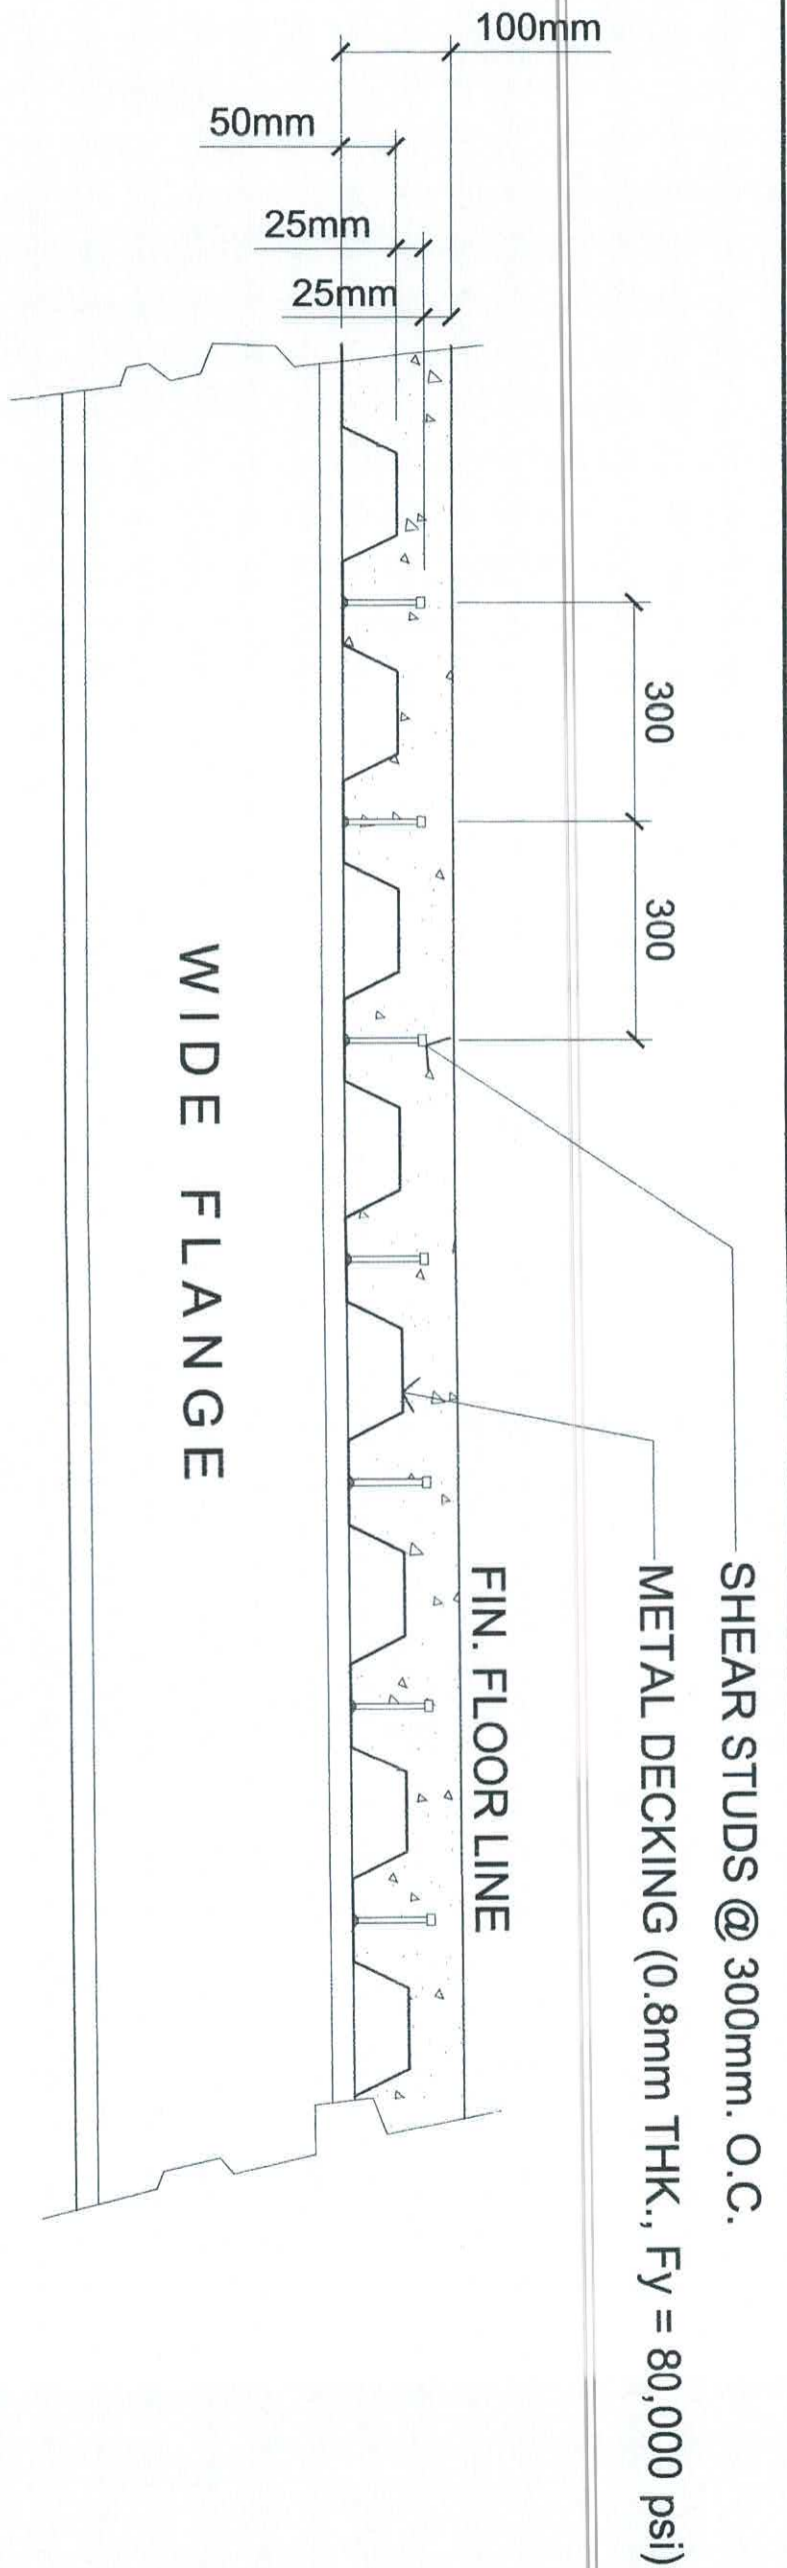 100mm
50mm
25mm
25mm
300
300
SHEAR STUDS @ 300mm. O.C.
METAL DECKING (0.8mm THK., Fy = 80,000 psi)
FIN. FLOOR LINE
WIDE FLANGE